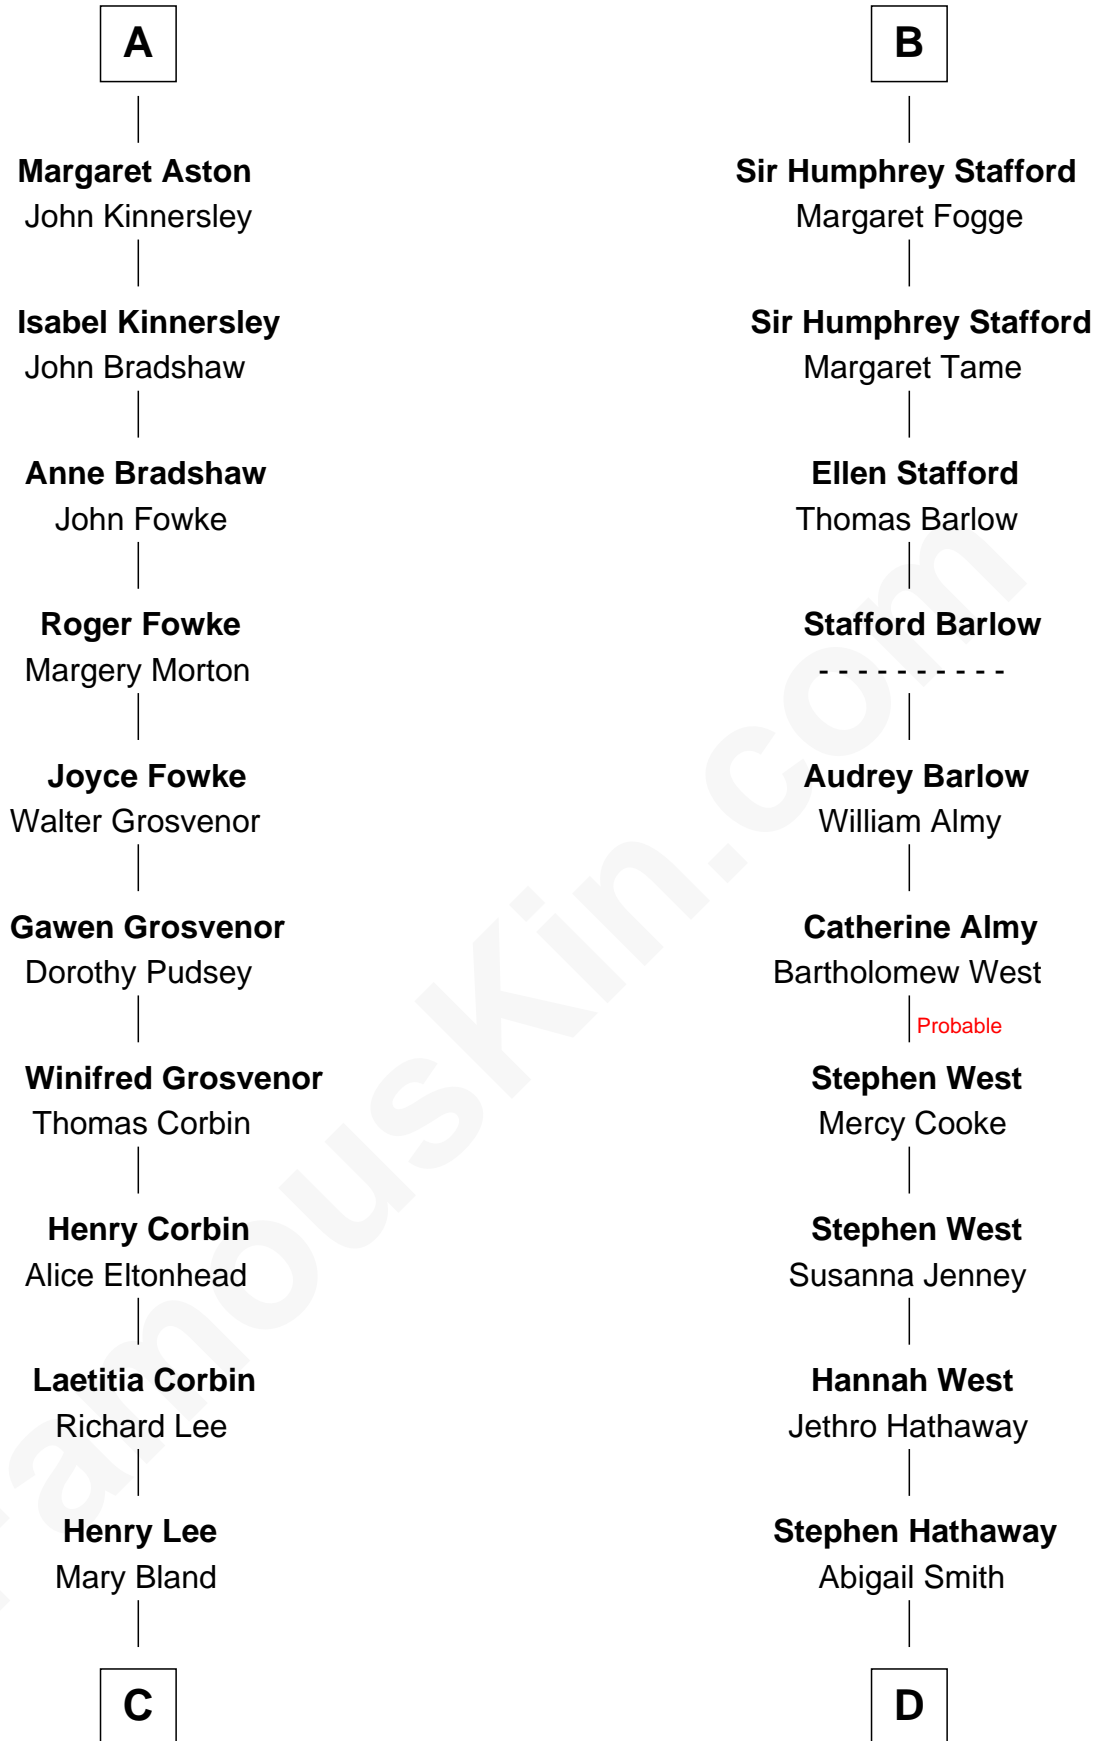 A
Margaret Aston
John Kinnersley
Isabel Kinnersley
John Bradshaw
Anne Bradshaw
John Fowke
Roger Fowke
Margery Morton
Joyce Fowke
Walter Grosvenor
Gawen Grosvenor
Dorothy Pudsey
Winifred Grosvenor
Thomas Corbin
Henry Corbin
Alice Eltonhead
Laetitia Corbin
Richard Lee
Henry Lee
Mary Bland
C
B
Sir Humphrey Stafford
Margaret Fogge
Sir Humphrey Stafford
Margaret Tame
Ellen Stafford
Thomas Barlow
Stafford Barlow
- - - - - - - - - -
Audrey Barlow
William Almy
Catherine Almy
Bartholomew West
Probable
Stephen West
Mercy Cooke
Stephen West
Susanna Jenney
Hannah West
Jethro Hathaway
Stephen Hathaway
Abigail Smith
D
FamousKin.com